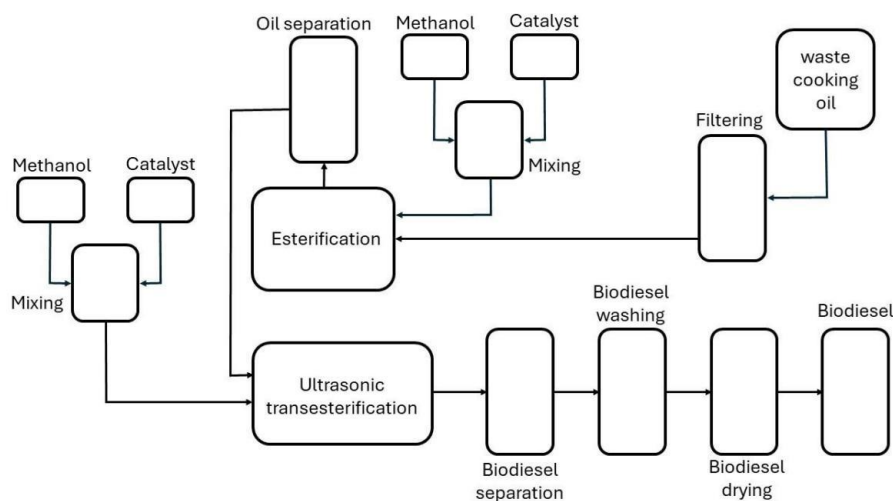 Oil separation
Methanol
Catalyst
waste
cooking
oil
Filtering
Mixing
Methanol
Catalyst
Esterification
Mixing
Biodiesel
washing
Biodiesel
Ultrasonic
transesterification
Biodiesel
separation
Biodiesel
drying